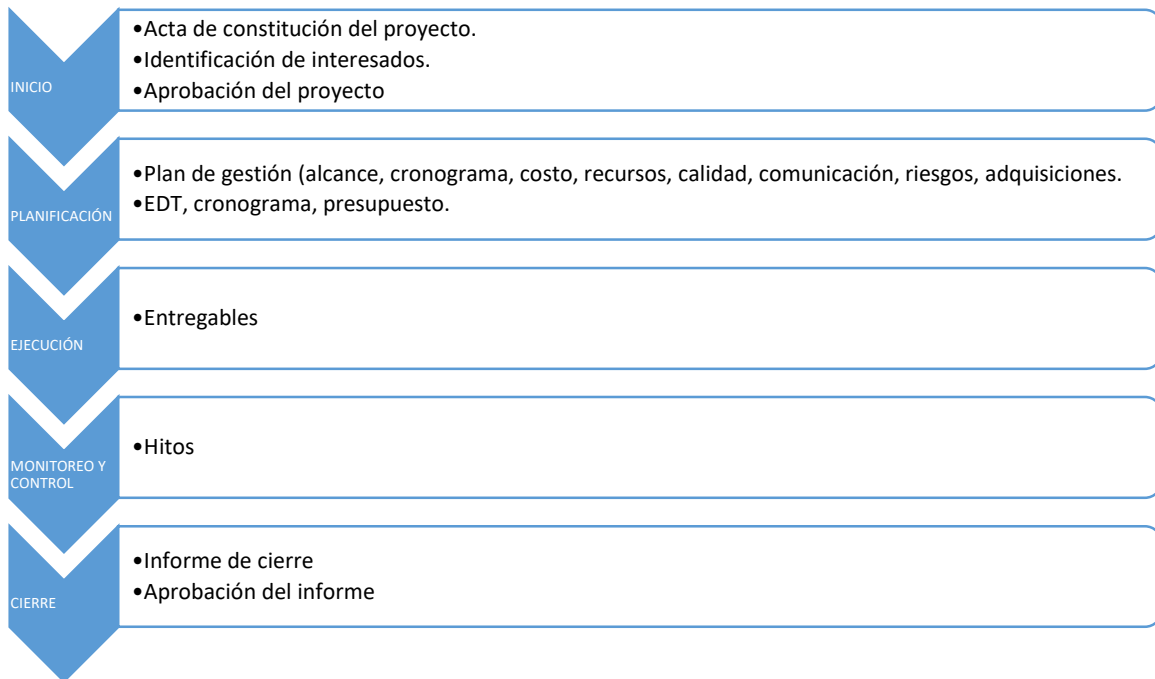 INICIO
•Acta de constitución del proyecto.
•Identificación de interesados.
•Aprobación del proyecto
PLANIFICACIÓN
•Plan de gestión (alcance, cronograma, costo, recursos, calidad, comunicación, riesgos, adquisiciones.
•EDT, cronograma, presupuesto.
EJECUCIÓN
•Entregables
MONITOREO Y
CONTROL
•Hitos
CIERRE
•Informe de cierre
•Aprobación del informe